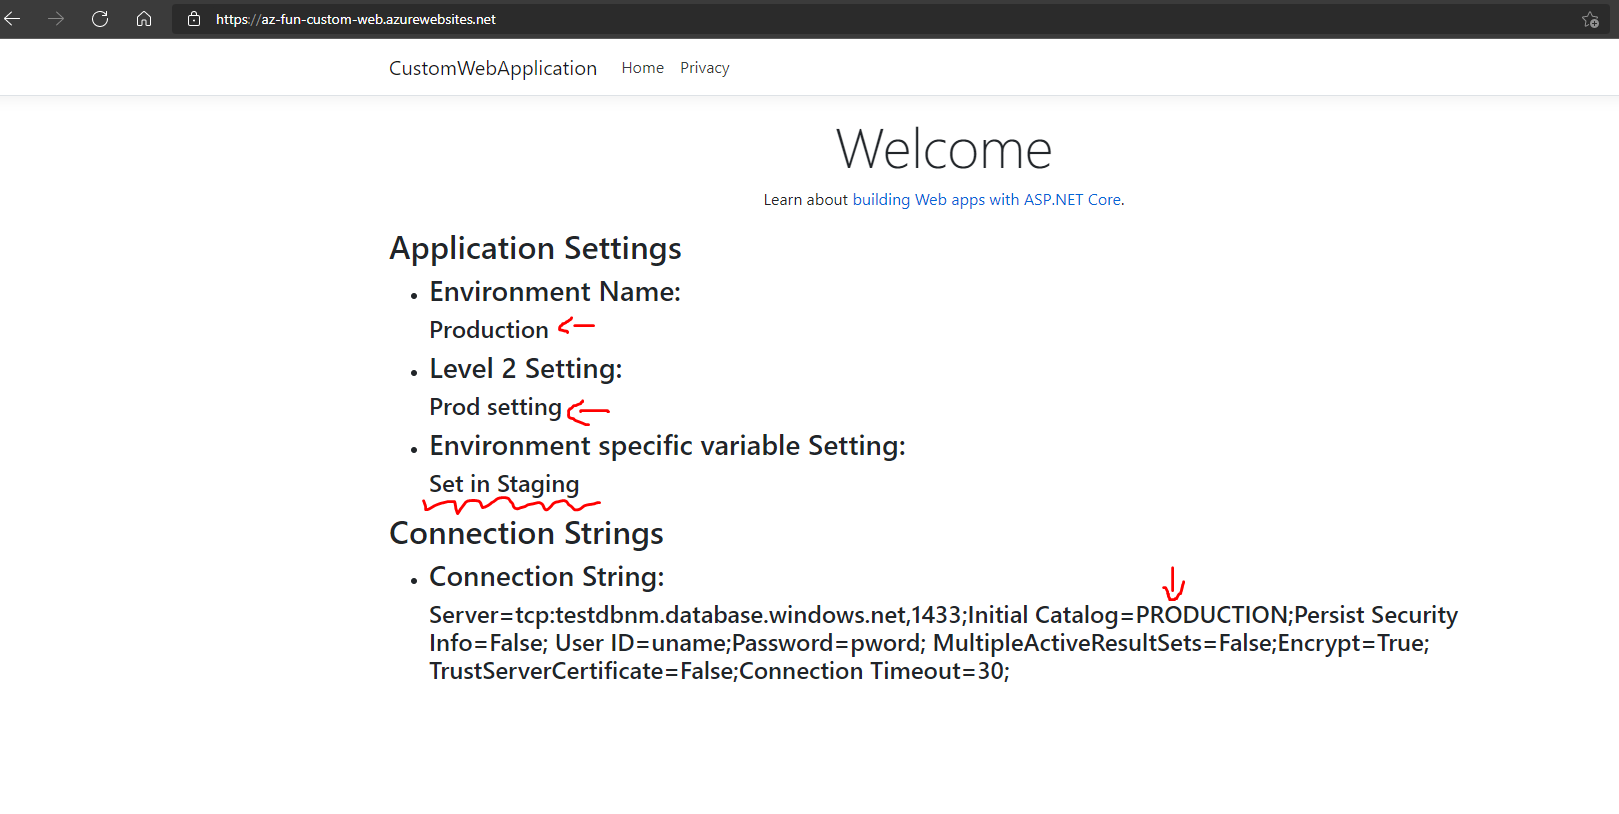 https://az-fun-custom-web.azurewebsites.net
CustomWebApplication Home Privacy
Welcome
Learn about building Web apps with ASP.NET Core.
Application Settings
Environment Name:
Production
Level 2 Setting:
Prod setting
Environment specific variable Setting:
Set in Staging
Connection Strings
Connection String:
Server=tcp:testdbnm.database.windows.net,1433;Initial Catalog=PRODUCTION;Persist Security
Info=False; User ID=uname;Password=pword; MultipleActiveResultSets=False;Encrypt=True;
TrustServerCertificate=False;Connection Timeout=30;